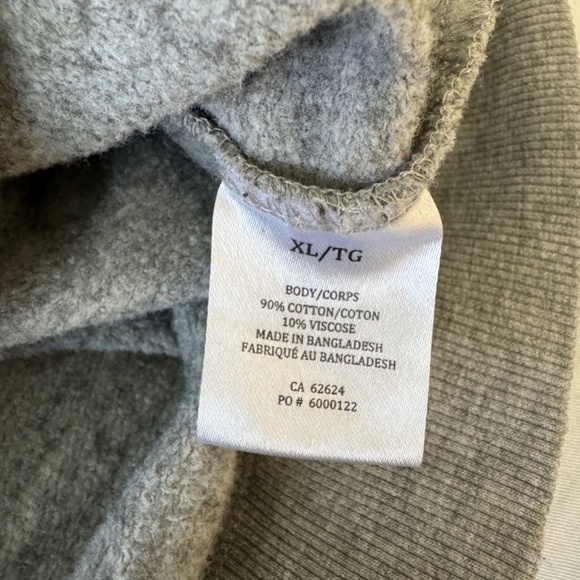 XL/TG
BODY/CORPS
90% COTTON/COTON
10% VISCOSE
MADE IN BANGLADESH
FABRIQUÉ AU BANGLADESH
CA 62624
PO # 6000122